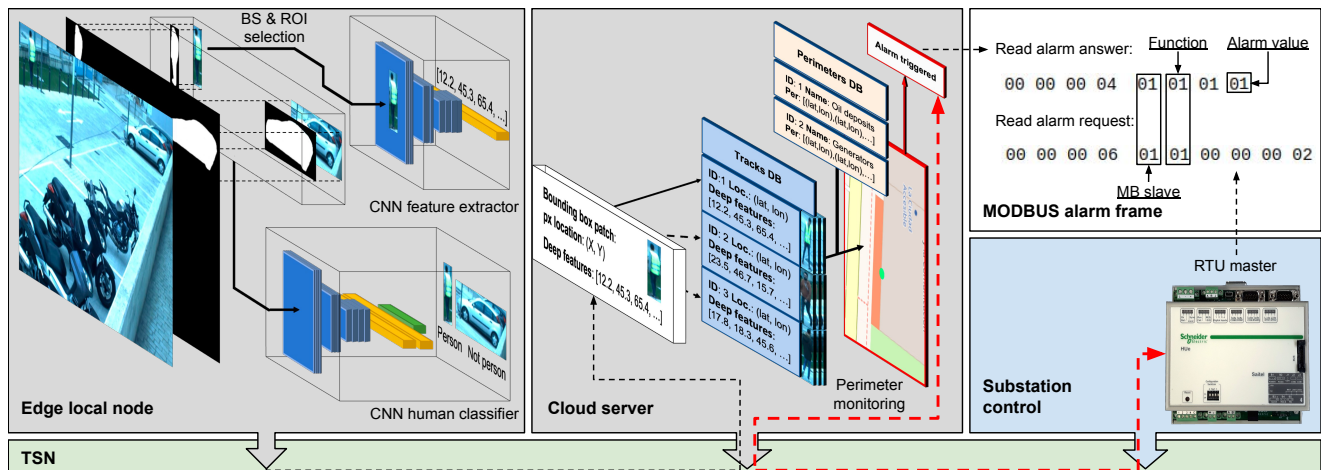 BS & ROI
selection
[12.2, 45.3, 65.4, ...]
CNN feature extractor
Person
Not person
CNN human classifier
Edge local node
Bounding box patch:
px location: (X, Y)
Deep features: [12.2, 45.3, 65.4, ...]
Tracks DB
ID:1 Loc.: (lat, lon)
Deep features:
[12.2, 45.3, 65.4, ...]
ID: 2 Loc.: (lat, lon)
Deep features:
[23.5, 46.7, 15.7, ...]
ID: 3 Loc.: (lat, lon)
Deep features:
[17.8, 18.3, 45.6, ...]
Perimeters DB
ID: 1 Name: Oil deposits
Per: [(lat,lon),(lat,lon),....]
ID: 2 Name: Generators
Per: [(lat,lon),(lat,lon),....]
Alarm triggered
Perimeter
monitoring
Cloud server
Read alarm answer:
Function
Alarm value
00 00 00 04 01 01 01 01
Read alarm request:
00 00 00 06 01 01 00 00 00 02
MB slave
MODBUS alarm frame
RTU master
Schneider
Electric
HUe
Saitel
Substation
control
TSN